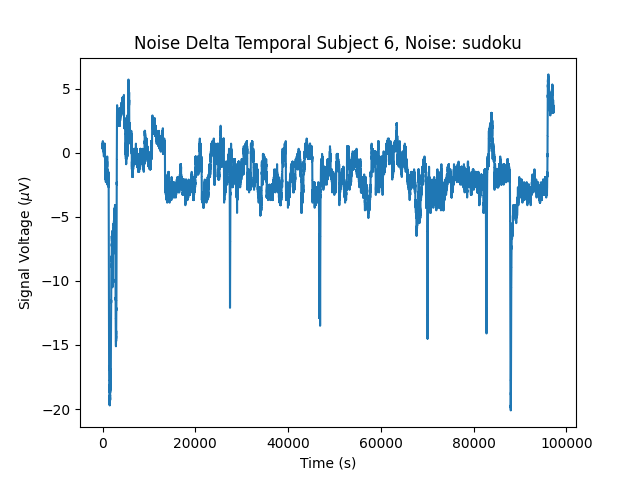 Noise Delta Temporal Subject 6, Noise: sudoku
Signal Voltage (μV)
5
0
−5
−10
−15
−20
0 20000 40000 60000 80000 100000
Time (s)